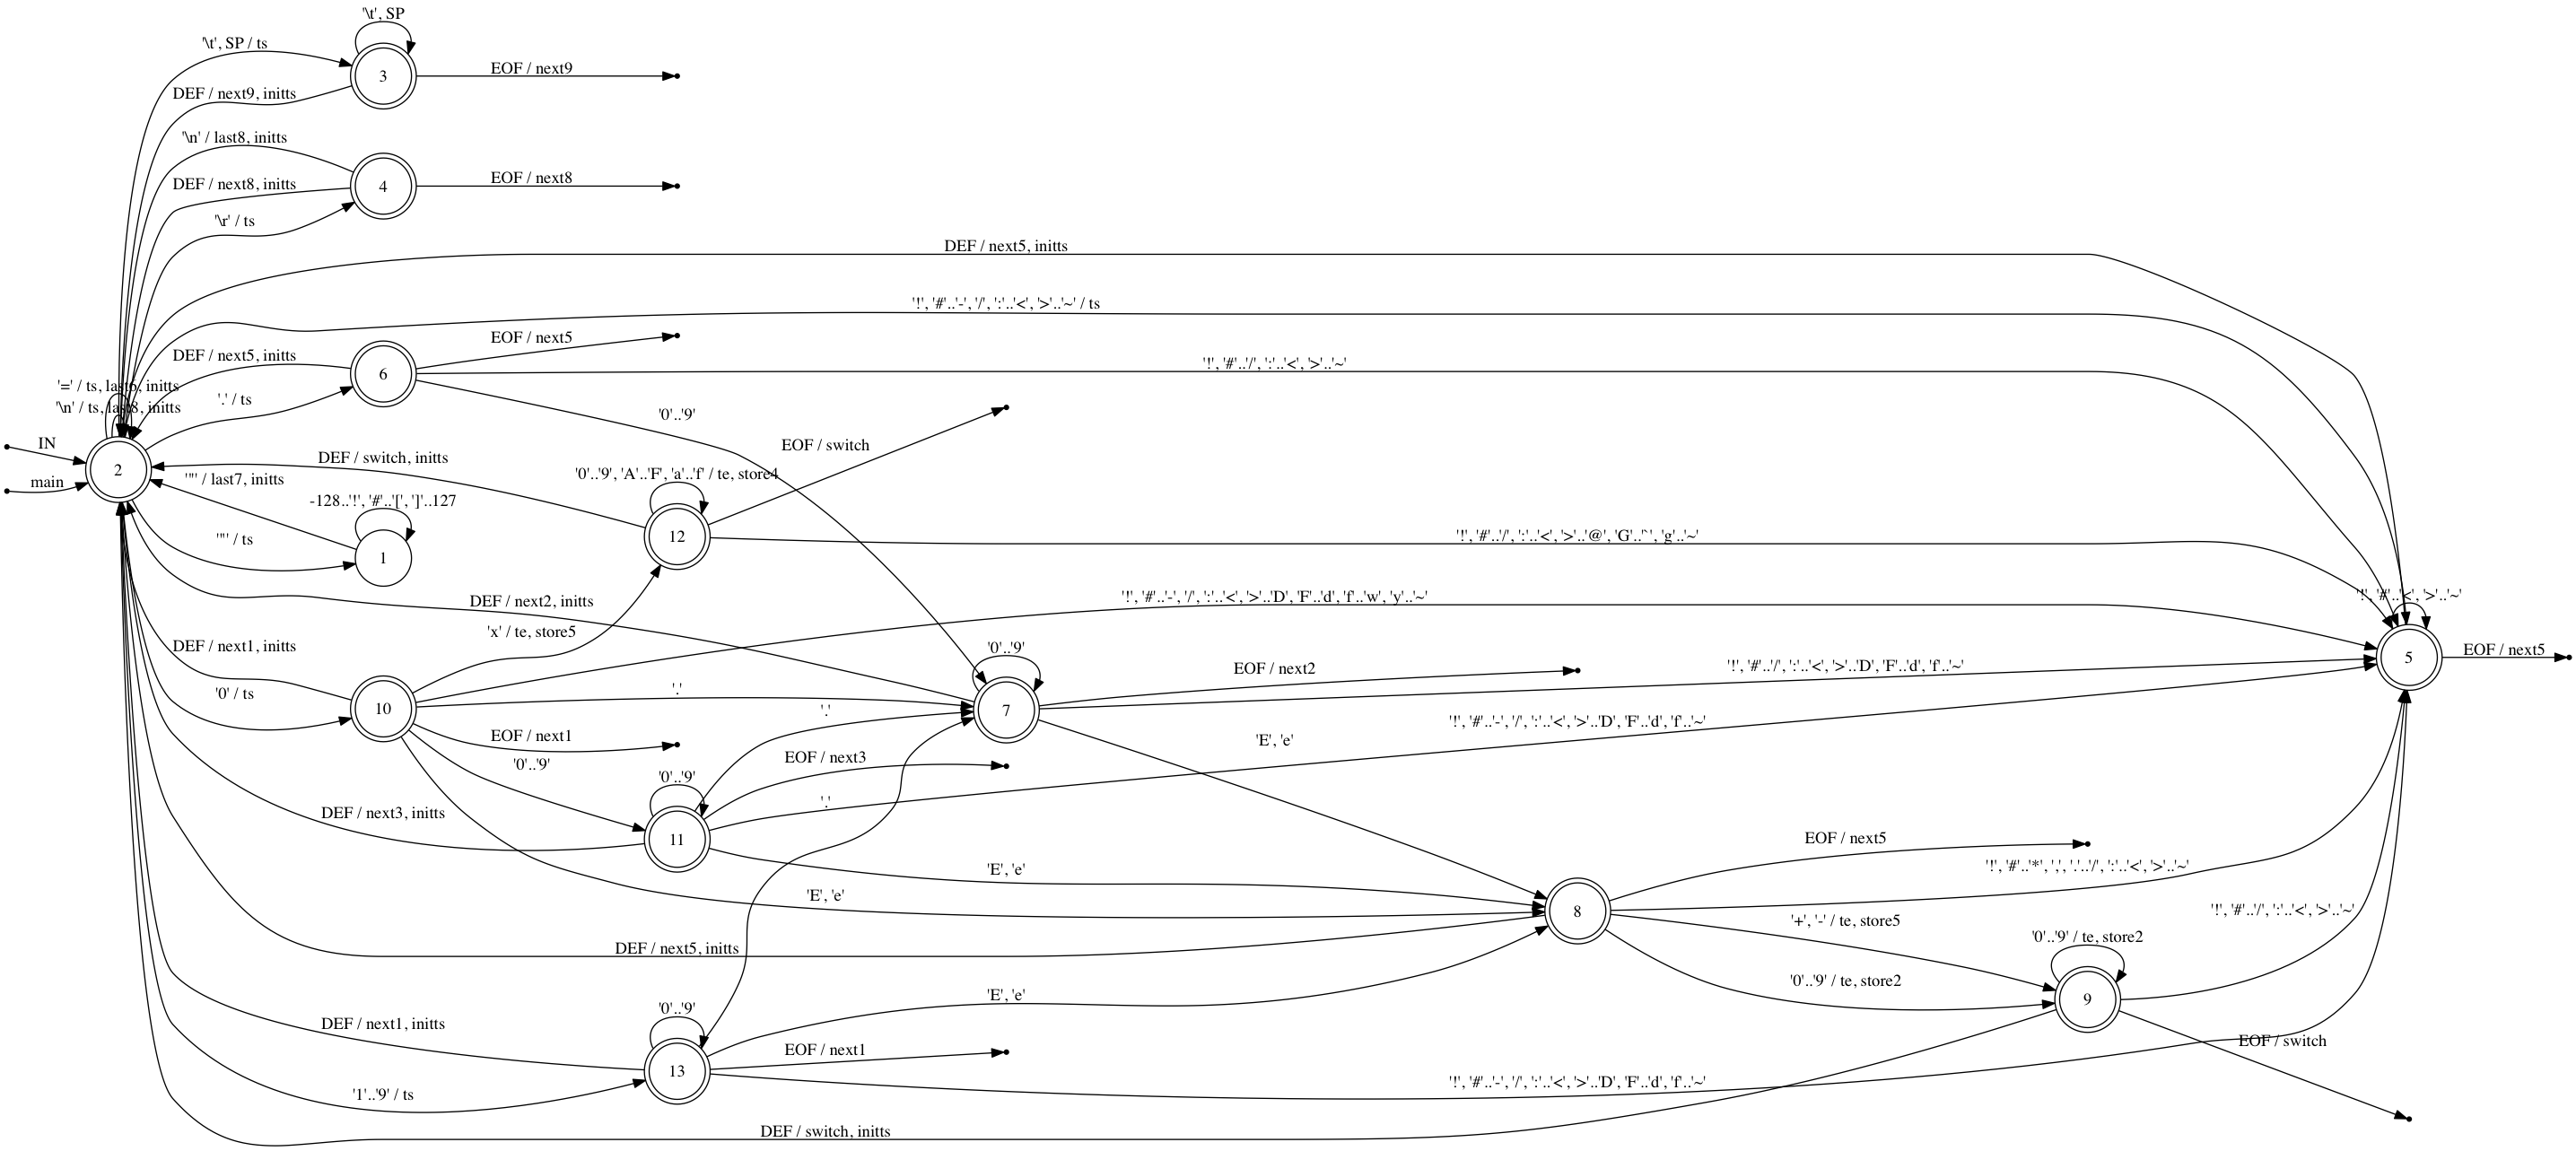 '\t', SP
'\t', SP / ts
3
EOF / next9
DEF / next9, initts
'\n' / last8, initts
DEF / next8, initts
4
EOF / next8
'\r' / ts
DEF / next5, initts
'!', '#'..'-', '/', ':'..'<', '>'..'~' / ts
EOF / next5
DEF / next5, initts
6
'!', '#'..'/', ':'..'<', '>'..'~'
'=' / ts, last6, initts
'.' / ts
'\n' / ts, last8, initts
'0'..'9'
IN
EOF / switch
DEF / switch, initts
2
'"' / last7, initts
'0'..'9', 'A'..'F', 'a'..'f' / te, store4
main
-128..'!', '#'..'[', ']'..127
'"' / ts
12
'!', '#'..'/', ':'..'<', '>'..'@', 'G'..'`', 'g'..'~'
1
DEF / next2, initts
'!', '#'..'-', '/', ':'..'<', '>'..'D', 'F'..'d', 'f'..'w', 'y'..'~'
'!', '#'..'<', '>'..'~'
'x' / te, store5
DEF / next1, initts
'0'..'9'
5
EOF / next5
EOF / next2
'!', '#'..'/', ':'..'<', '>'..'D', 'F'..'d', 'f'..'~'
'0' / ts
'.'
10
7
'.'
'!', '#'..'-', '/', ':'..'<', '>'..'D', 'F'..'d', 'f'..'~'
EOF / next1
'E', 'e'
EOF / next3
'0'..'9'
'0'..'9'
'.'
DEF / next3, initts
11
EOF / next5
'E', 'e'
'!', '#'..'*', ',', '.'..'/', ':'..'<', '>'..'~'
'E', 'e'
8
'!', '#'..'/', ':'..'<', '>'..'~'
'+', '-' / te, store5
'0'..'9' / te, store2
DEF / next5, initts
'0'..'9' / te, store2
'E', 'e'
9
'0'..'9'
DEF / next1, initts
EOF / next1
EOF / switch
13
'!', '#'..'-', '/', ':'..'<', '>'..'D', 'F'..'d', 'f'..'~'
'1'..'9' / ts
DEF / switch, initts